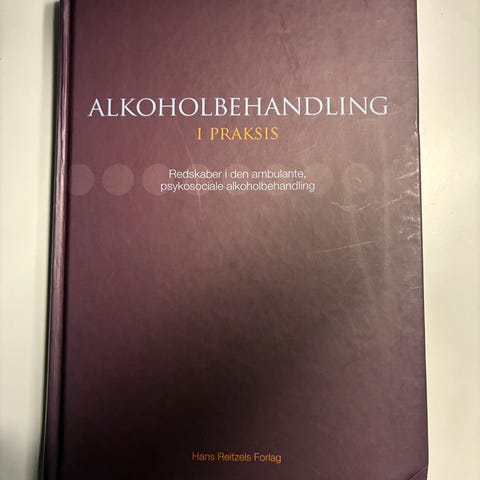 ALKOHOLBEHANDLING
I PRAKSIS
Redskaber i den ambulante,
psykosociale alkoholbehandling
Hans Reitzels Forlag